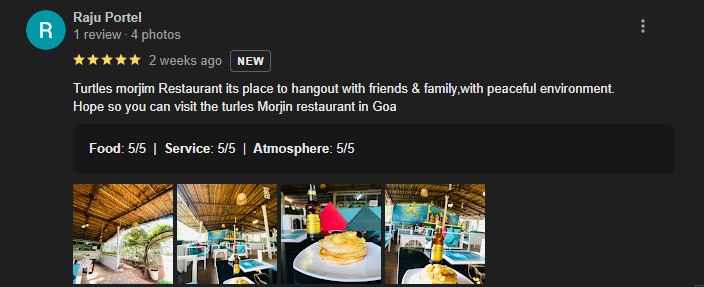 Raju Portel
1 review · 4 photos
2 weeks ago NEW
Turtles morjim Restaurant its place to hangout with friends & family,with peaceful environment.
Hope so you can visit the turles Morjin restaurant in Goa
Food: 5/5 | Service: 5/5 | Atmosphere: 5/5